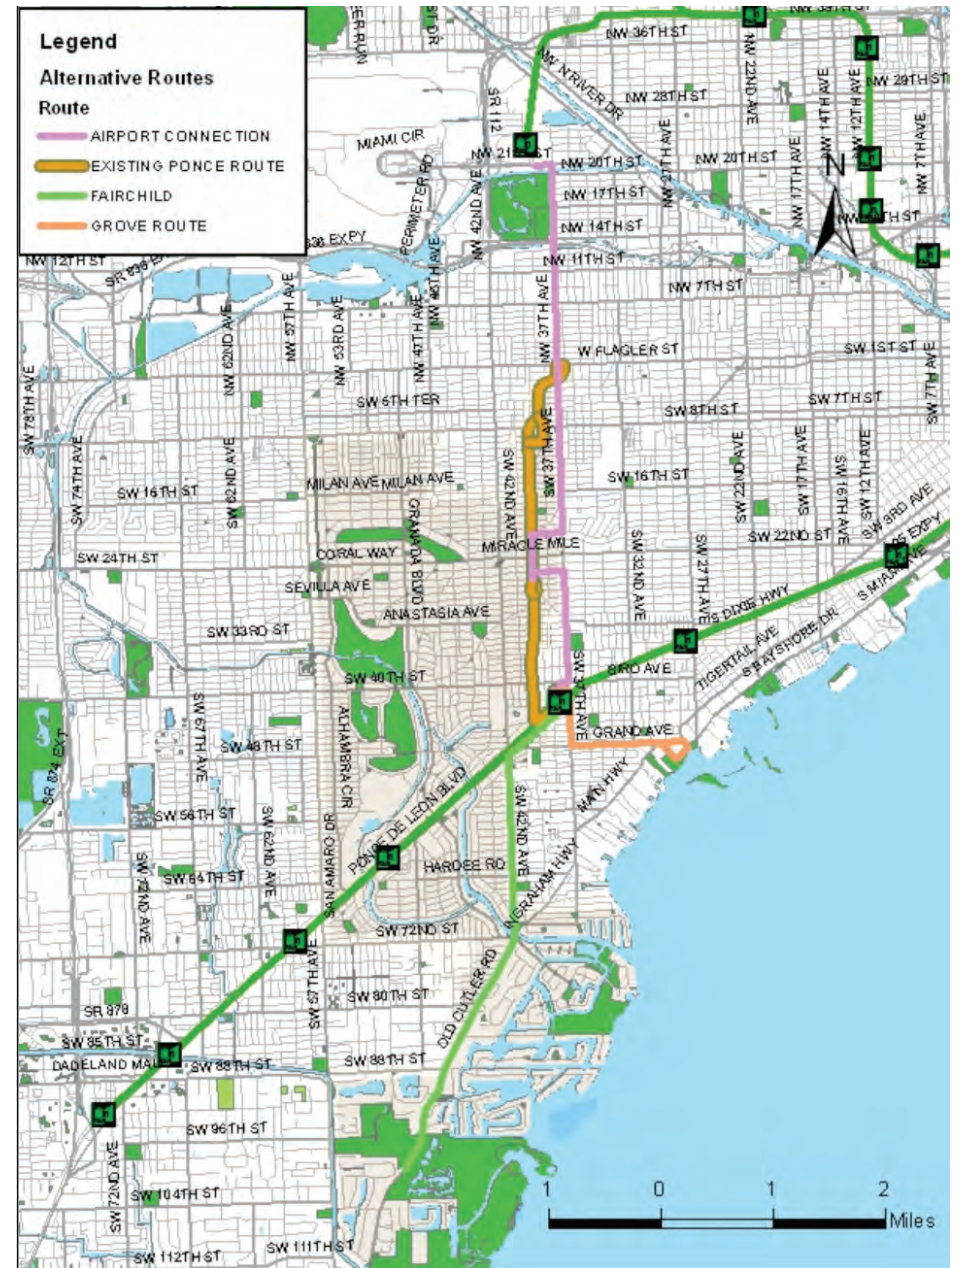 Legend
Alternative Routes
Route
AIRPORT CONNECTION
EXISTING PONCE ROUTE
FAIRCHILD
GROVE ROUTE
NW 36TH ST
NW N RIVER DR
NW 22ND AVE
NW 14TH AVE
NW 12TH AVE
NW 29TH ST
NW 28TH ST
SR 112
MIAMI CIR
NW 20TH ST
NW 20TH ST
NW 27TH AVE
NW 17TH AVE
NW 7TH AVE
N
PERIMETER RD
NW 42ND AVE
NW 17TH ST
NW 14TH ST
NW 12TH ST
NW 11TH ST
NW 7TH ST
NW 57TH AVE
NW 62ND AVE
NW 53RD AVE
NW 47TH AVE
NW 37TH AVE
W FLAGLER ST
SW 1ST ST
SW 78TH AVE
SW 6TH TER
SW 8TH ST
SW 7TH ST
SW 7TH AVE
SW 74TH AVE
SW 62ND AVE
SW 37TH AVE
SW 42ND AVE
SW 22ND AVE
SW 17TH AVE
SW 16TH AVE
SW 12TH AVE
MILAN AVE
MILAN AVE
SW 16TH ST
SW 16TH ST
GRANADA BLVD
SW 3RD AVE
SW 22ND ST
SW 24TH ST
CORAL WAY
MIRACLE MILE
SW 32ND AVE
SW 27TH AVE
SEVILLA AVE
ANASTASIA AVE
S DIXIE HWY
S MIAMI AVE
SW 33RD ST
TIGERTAIL AVE
S BAYSHORE DR
SW 40TH ST
BIRD AVE
SW 37TH AVE
SW 67TH AVE
ALHAMBRA CIR
GRAND AVE
SW 48TH ST
SR 874 EXT
PONCE DE LEON BLVD
SW 42ND AVE
MAIN HWY
SW 56TH ST
SW 62ND AVE
SAN AMARO DR
HARDEE RD
SW 72ND AVE
SW 64TH ST
INGRAHAM HWY
SW 72ND ST
SW 57TH AVE
SW 80TH ST
OLD CUTLER RD
SR 878
SW 85TH ST
DADELAND MALL
SW 88TH ST
SW 88TH ST
SW 96TH ST
SW 72ND AVE
SW 104TH ST
SW 112TH ST
SW 111TH ST
1 0 1 2
Miles